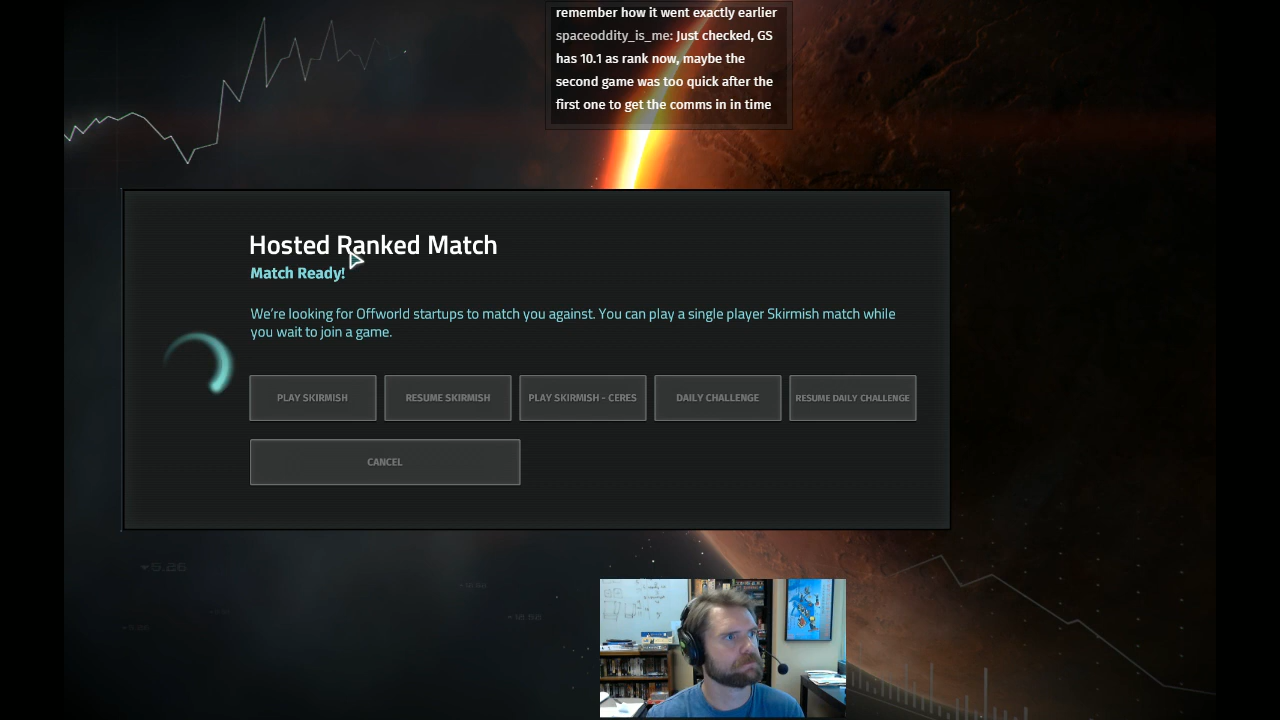 remember how it went exactly earlier
spaceoddity_is_me: Just checked, GS
has 10.1 as rank now, maybe the
second game was too quick after the
first one to get the comms in in time
Hosted Ranked Match
Match Ready!
We're looking for Offworld startups to match you against. You can play a single player Skirmish match while
you wait to join a game.
PLAY SKIRMISH
RESUME SKIRMISH
PLAY SKIRMISH - CERES
DAILY CHALLENGE
RESUME DAILY CHALLENGE
CANCEL
5.26